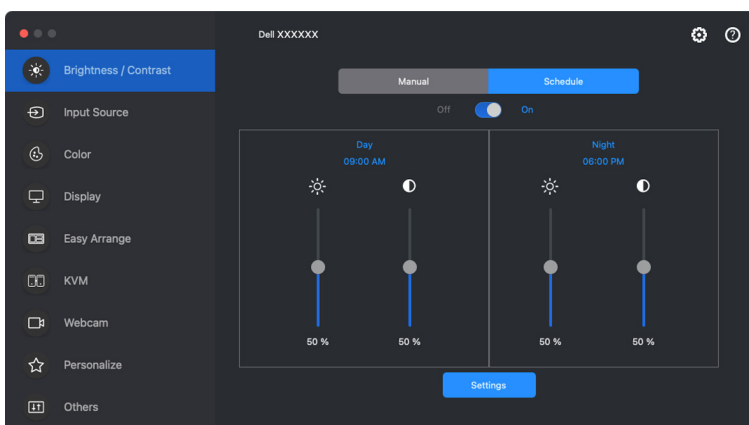 Dell XXXXXX
Brightness / Contrast
Input Source
Color
Display
Easy Arrange
KVM
Webcam
Personalize
Others
Manual
Schedule
Off
On
Day
09:00 AM
50 %
50 %
Night
06:00 PM
50 %
50 %
Settings